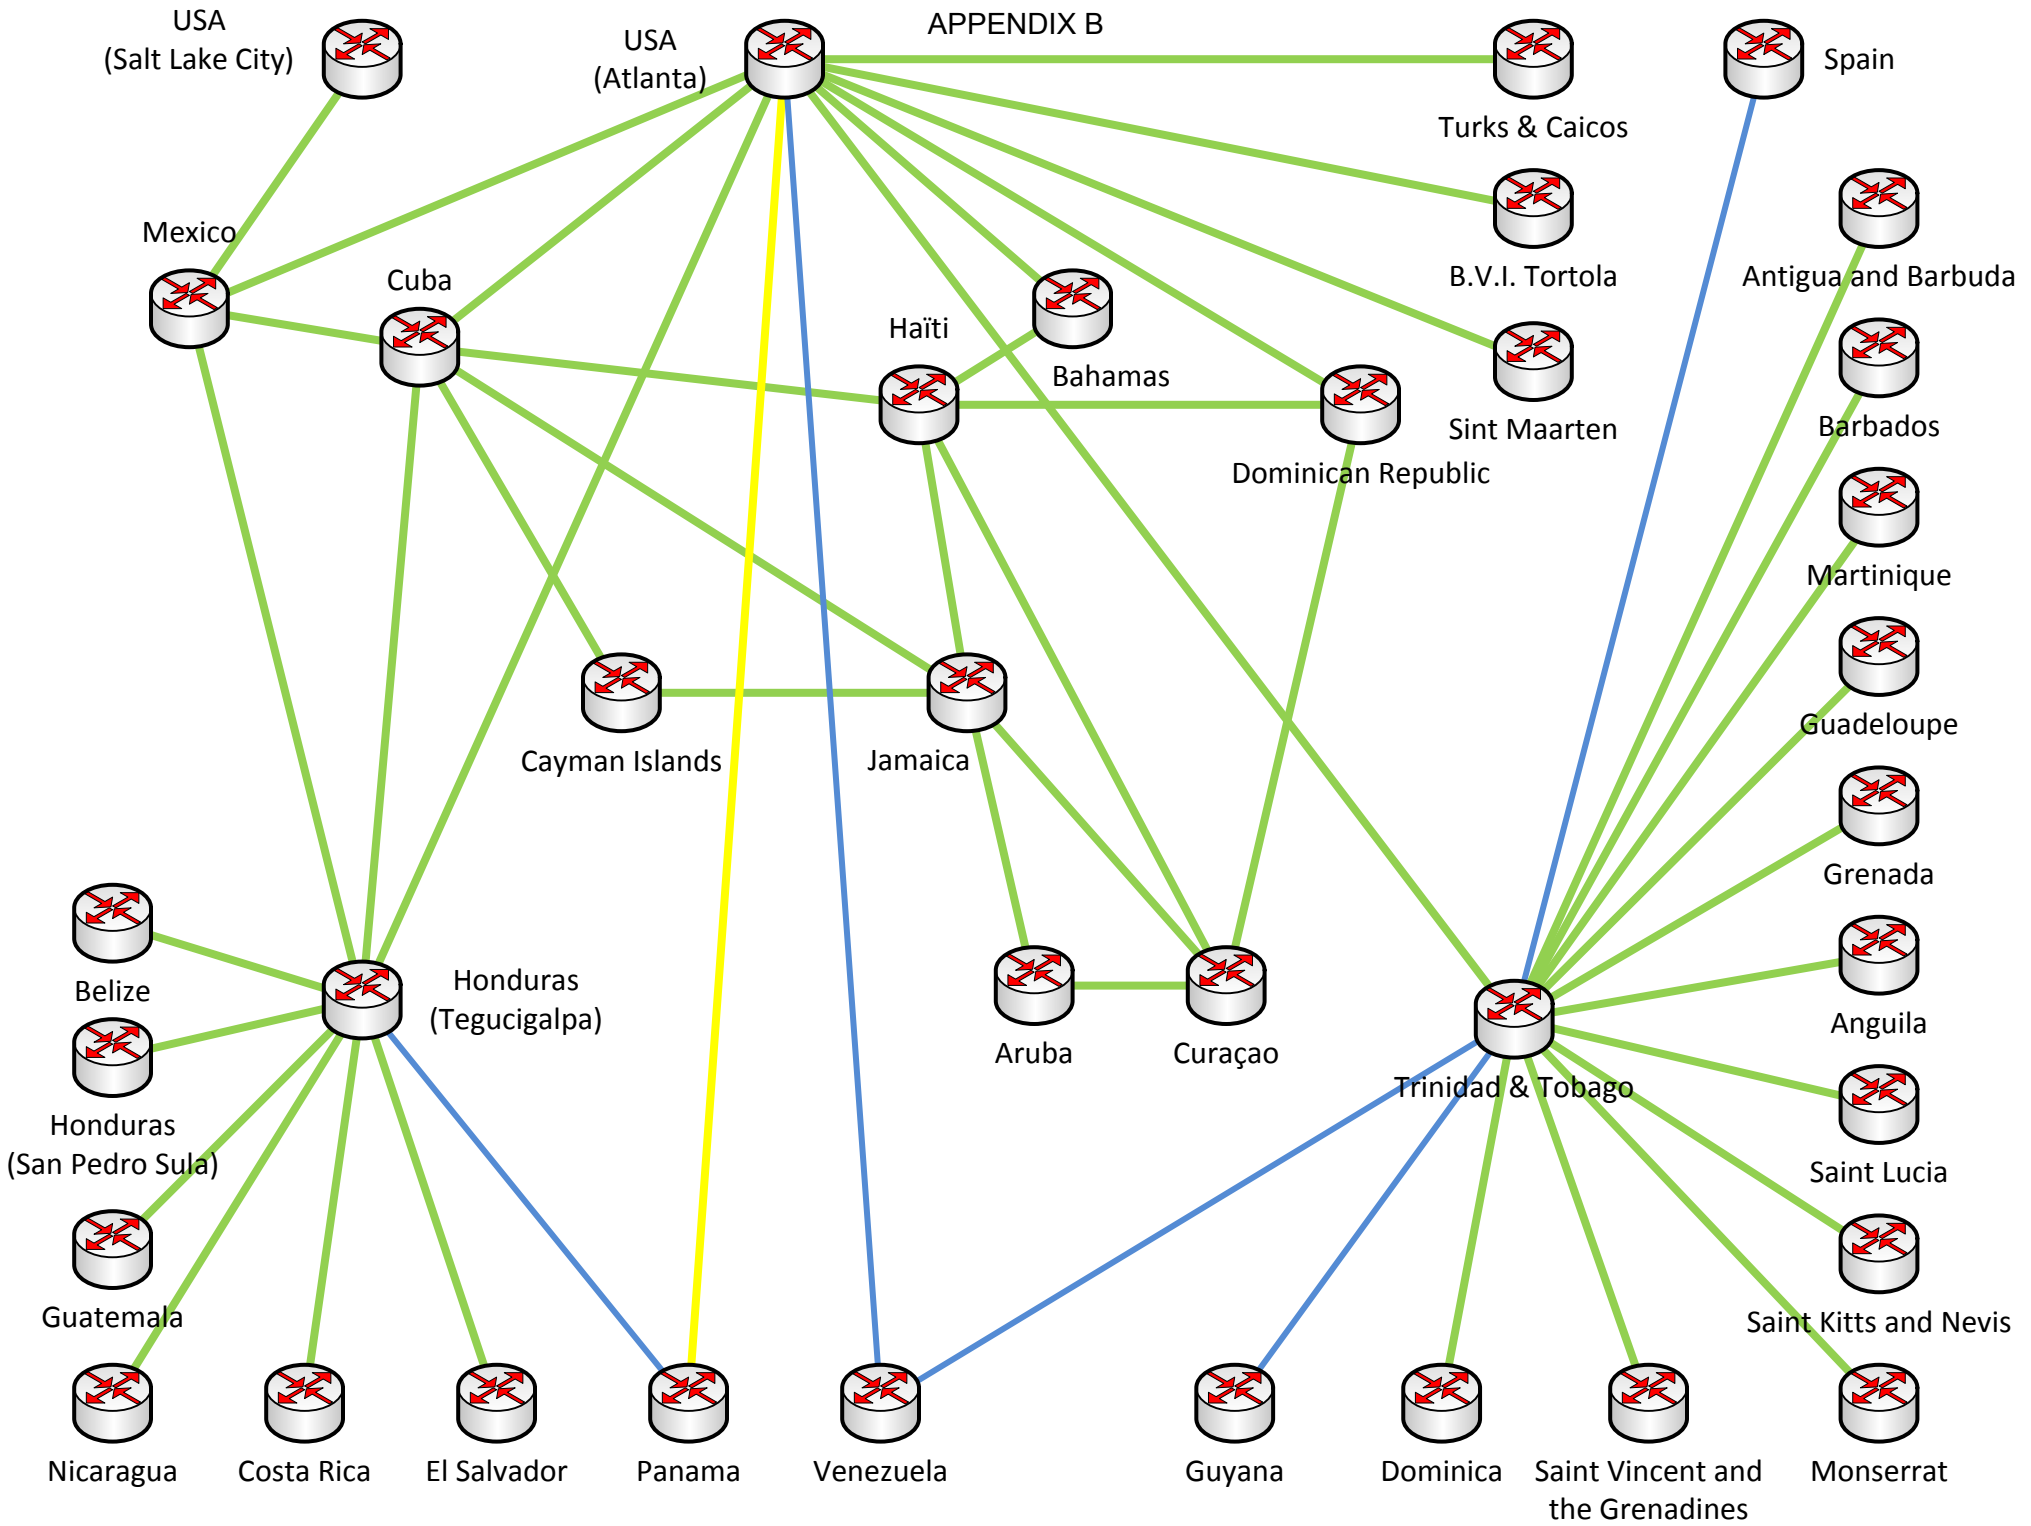 APPENDIX B
USA
(Salt Lake City)
USA
(Atlanta)
Spain
Turks & Caicos
Mexico
Cuba
B.V.I. Tortola
Antigua and Barbuda
Haïti
Bahamas
Sint Maarten
Barbados
Dominican Republic
Martinique
Guadeloupe
Cayman Islands
Jamaica
Grenada
Belize
Honduras
(Tegucigalpa)
Aruba
Curaçao
Anguila
Trinidad & Tobago
Honduras
(San Pedro Sula)
Saint Lucia
Guatemala
Saint Kitts and Nevis
Nicaragua
Costa Rica
El Salvador
Panama
Venezuela
Guyana
Dominica
Saint Vincent and
the Grenadines
Monserrat